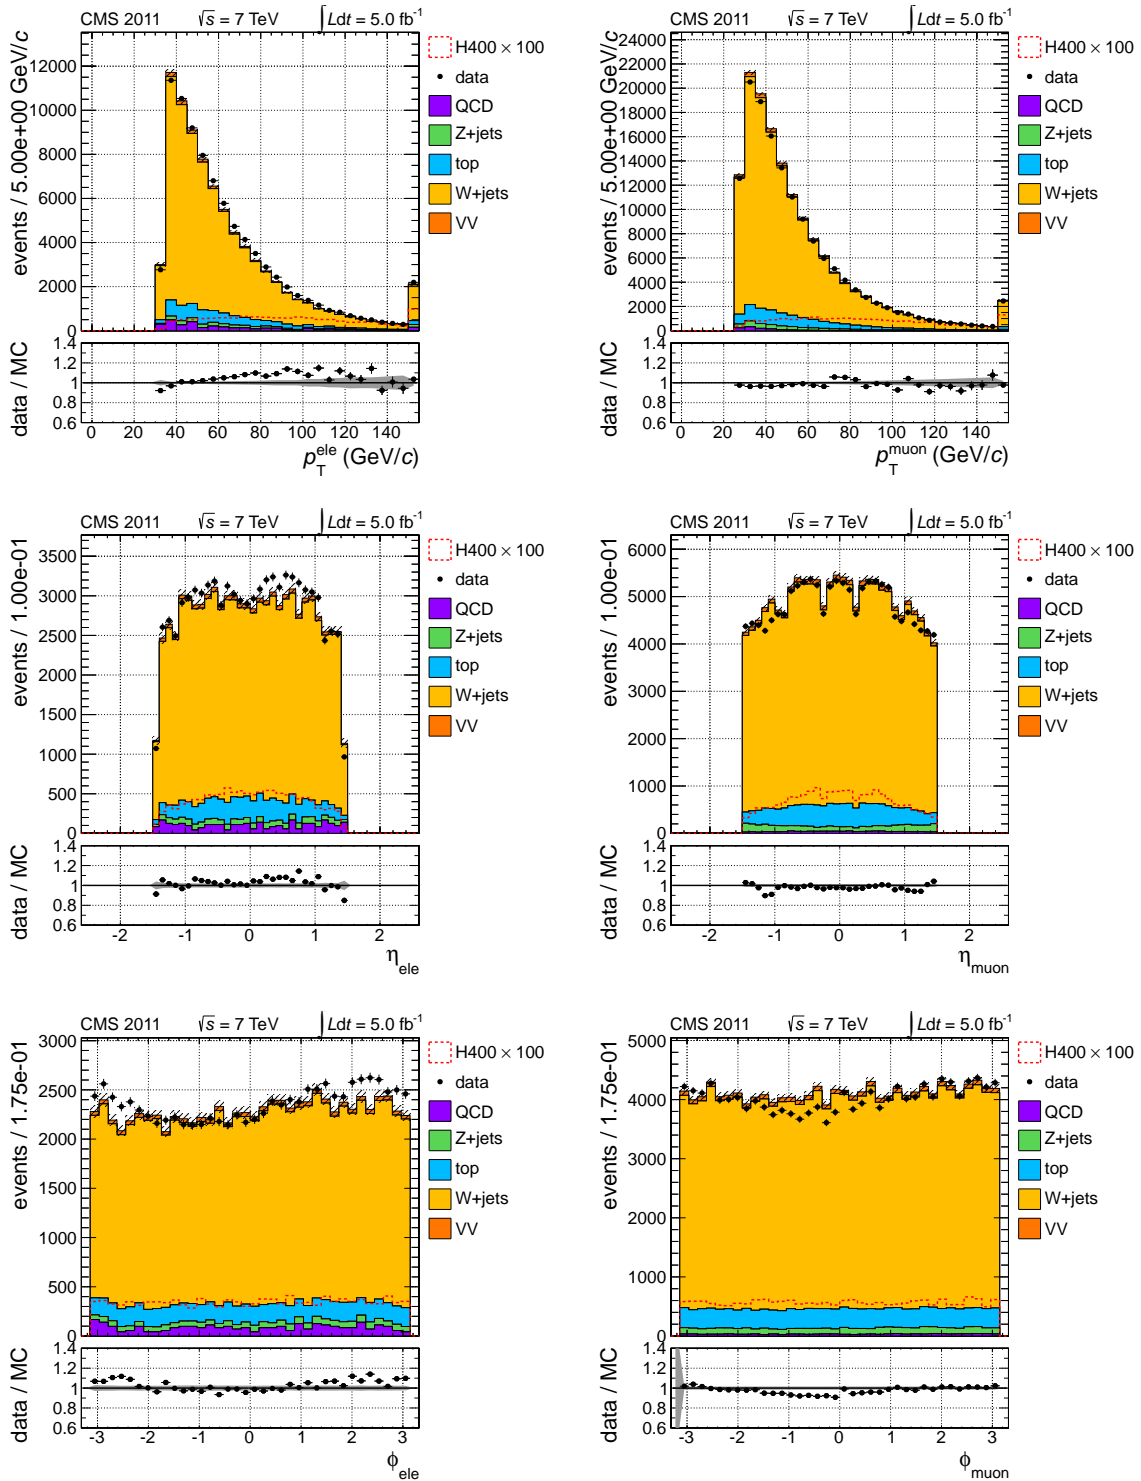 CMS 2011 √s = 7 TeV ∫Ldt = 5.0 fb⁻¹
events / 5.00e+00 GeV/c
12000
10000
8000
6000
4000
2000
0
H400 × 100
data
QCD
Z+jets
top
W+jets
VV
data / MC
1.4
1.2
1
0.8
0.6
0 20 40 60 80 100 120 140
p_T^ele (GeV/c)
CMS 2011 √s = 7 TeV ∫Ldt = 5.0 fb⁻¹
events / 5.00e+00 GeV/c
24000
22000
20000
18000
16000
14000
12000
10000
8000
6000
4000
2000
0
H400 × 100
data
QCD
Z+jets
top
W+jets
VV
data / MC
1.4
1.2
1
0.8
0.6
0 20 40 60 80 100 120 140
p_T^muon (GeV/c)
CMS 2011 √s = 7 TeV ∫Ldt = 5.0 fb⁻¹
events / 1.00e-01
3500
3000
2500
2000
1500
1000
500
0
H400 × 100
data
QCD
Z+jets
top
W+jets
VV
data / MC
1.4
1.2
1
0.8
0.6
-2 -1 0 1 2
η_ele
CMS 2011 √s = 7 TeV ∫Ldt = 5.0 fb⁻¹
events / 1.00e-01
6000
5000
4000
3000
2000
1000
0
H400 × 100
data
QCD
Z+jets
top
W+jets
VV
data / MC
1.4
1.2
1
0.8
0.6
-2 -1 0 1 2
η_muon
CMS 2011 √s = 7 TeV ∫Ldt = 5.0 fb⁻¹
events / 1.75e-01
3000
2500
2000
1500
1000
500
0
H400 × 100
data
QCD
Z+jets
top
W+jets
VV
data / MC
1.4
1.2
1
0.8
0.6
-3 -2 -1 0 1 2 3
ϕ_ele
CMS 2011 √s = 7 TeV ∫Ldt = 5.0 fb⁻¹
events / 1.75e-01
5000
4000
3000
2000
1000
0
H400 × 100
data
QCD
Z+jets
top
W+jets
VV
data / MC
1.4
1.2
1
0.8
0.6
-3 -2 -1 0 1 2 3
ϕ_muon